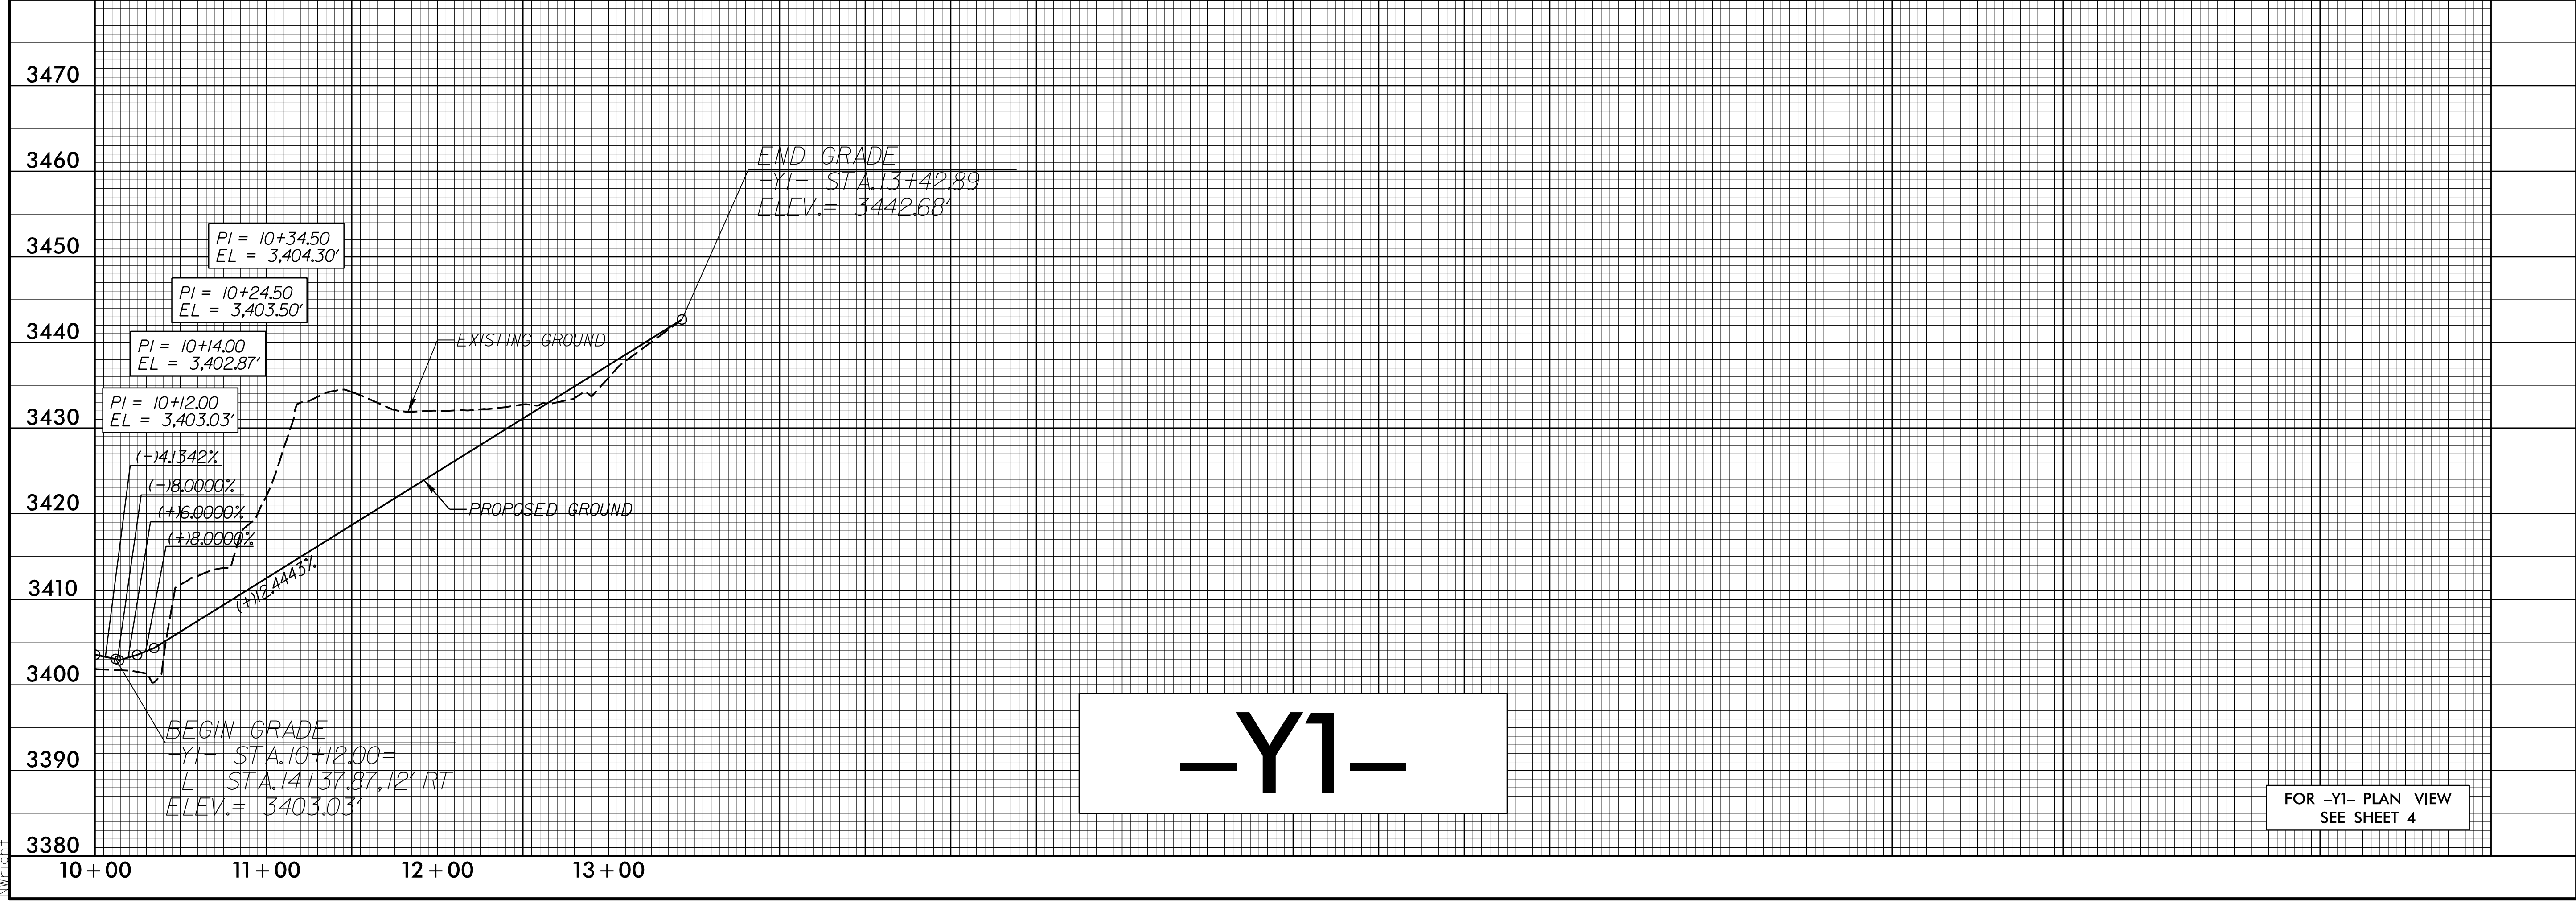 3470
3460
3450
3440
3430
3420
3410
3400
3390
3380
END GRADE
-Y1- STA.13+42.89
ELEV.= 3442.68'
PI = 10+34.50
EL = 3,404.30'
PI = 10+24.50
EL = 3,403.50'
PI = 10+14.00
EL = 3,402.87'
PI = 10+12.00
EL = 3,403.03'
EXISTING GROUND
(-)4.1342%
(-)8.0000%
(+)6.0000%
(+)8.0000%
PROPOSED GROUND
(+)12.4443%
BEGIN GRADE
-Y1- STA.10+12.00=
-L- STA.14+37.87,12' RT
ELEV.= 3403.03'
–Y1–
FOR –Y1– PLAN VIEW
SEE SHEET 4
10+00 11+00 12+00 13+00
NWright